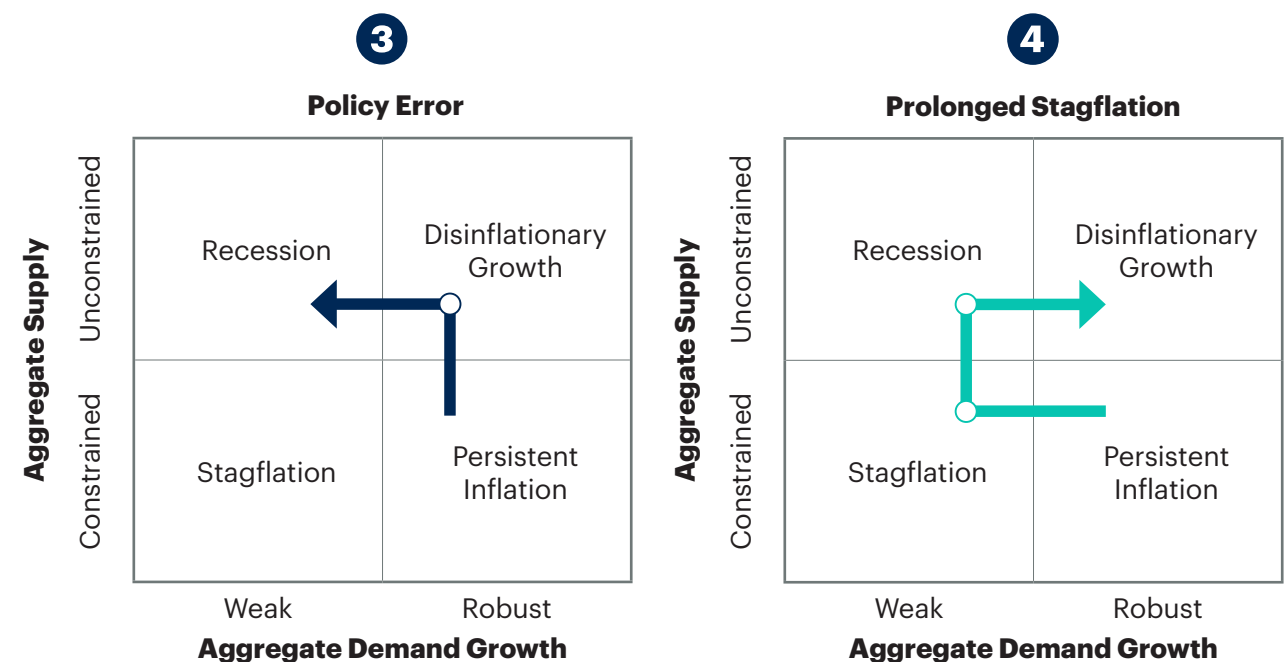 3
Policy Error
Aggregate Supply
Unconstrained
Constrained
Recession
Disinflationary
Growth
Stagflation
Persistent
Inflation
Weak
Robust
Aggregate Demand Growth
4
Prolonged Stagflation
Aggregate Supply
Unconstrained
Constrained
Recession
Disinflationary
Growth
Stagflation
Persistent
Inflation
Weak
Robust
Aggregate Demand Growth